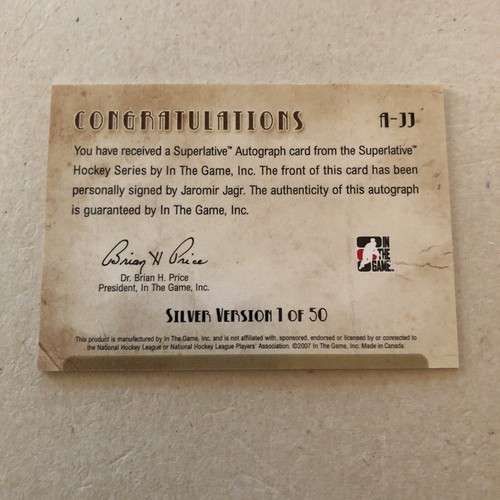 CONGRATULATIONS A-JJ
You have received a Superlative™ Autograph card from the Superlative™
Hockey Series by In The Game, Inc. The front of this card has been
personally signed by Jaromir Jagr. The authenticity of this autograph
is guaranteed by In The Game, Inc.
Brian H Price
Dr. Brian H. Price
President, In The Game, Inc.
IN
THE
GAME
SILVER VERSION 1 OF 50
This product is manufactured by In The Game, Inc. and is not affiliated with, sponsored, endorsed or licensed by or connected to
the National Hockey League or National Hockey League Players' Association. ©2007 In The Game, Inc. Made in Canada.